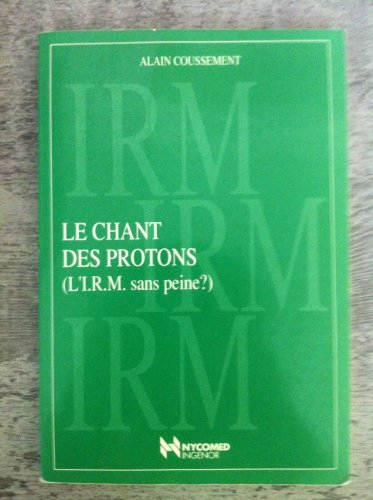 ALAIN COUSSEMENT
IRM
IRM
LE CHANT
DES PROTONS
(L'I.R.M. sans peine?)
IRM
NYCOMED
INGENOR